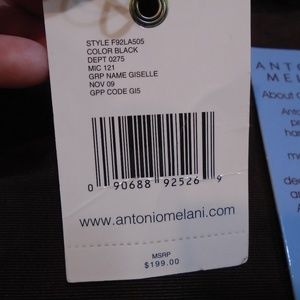 STYLE F92LA505
COLOR BLACK
DEPT 0275
MIC 121
GRP NAME GISELLE
NOV 09
GPP CODE GI5
0 90688 92526 9
www.antoniomelani.com
MSRP
$199.00
ANTO
ME
About